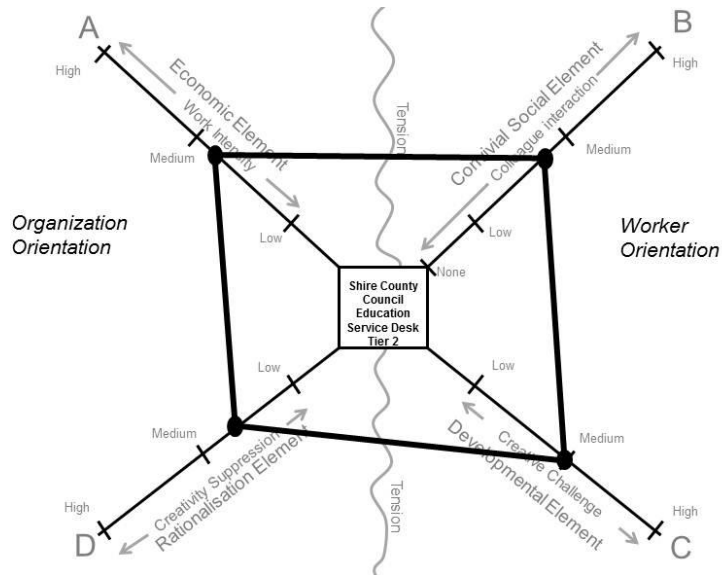 A
B
High
High
Economic Element
Work Intensity
Tension
Convivial Social Element
Colleague interaction
Medium
Medium
Organization
Orientation
Worker
Orientation
Low
Low
None
Shire County
Council
Education
Service Desk
Tier 2
Low
Low
Medium
Medium
Creativity Suppression
Rationalisation Element
Tension
Creative Challenge
Developmental Element
High
High
D
C